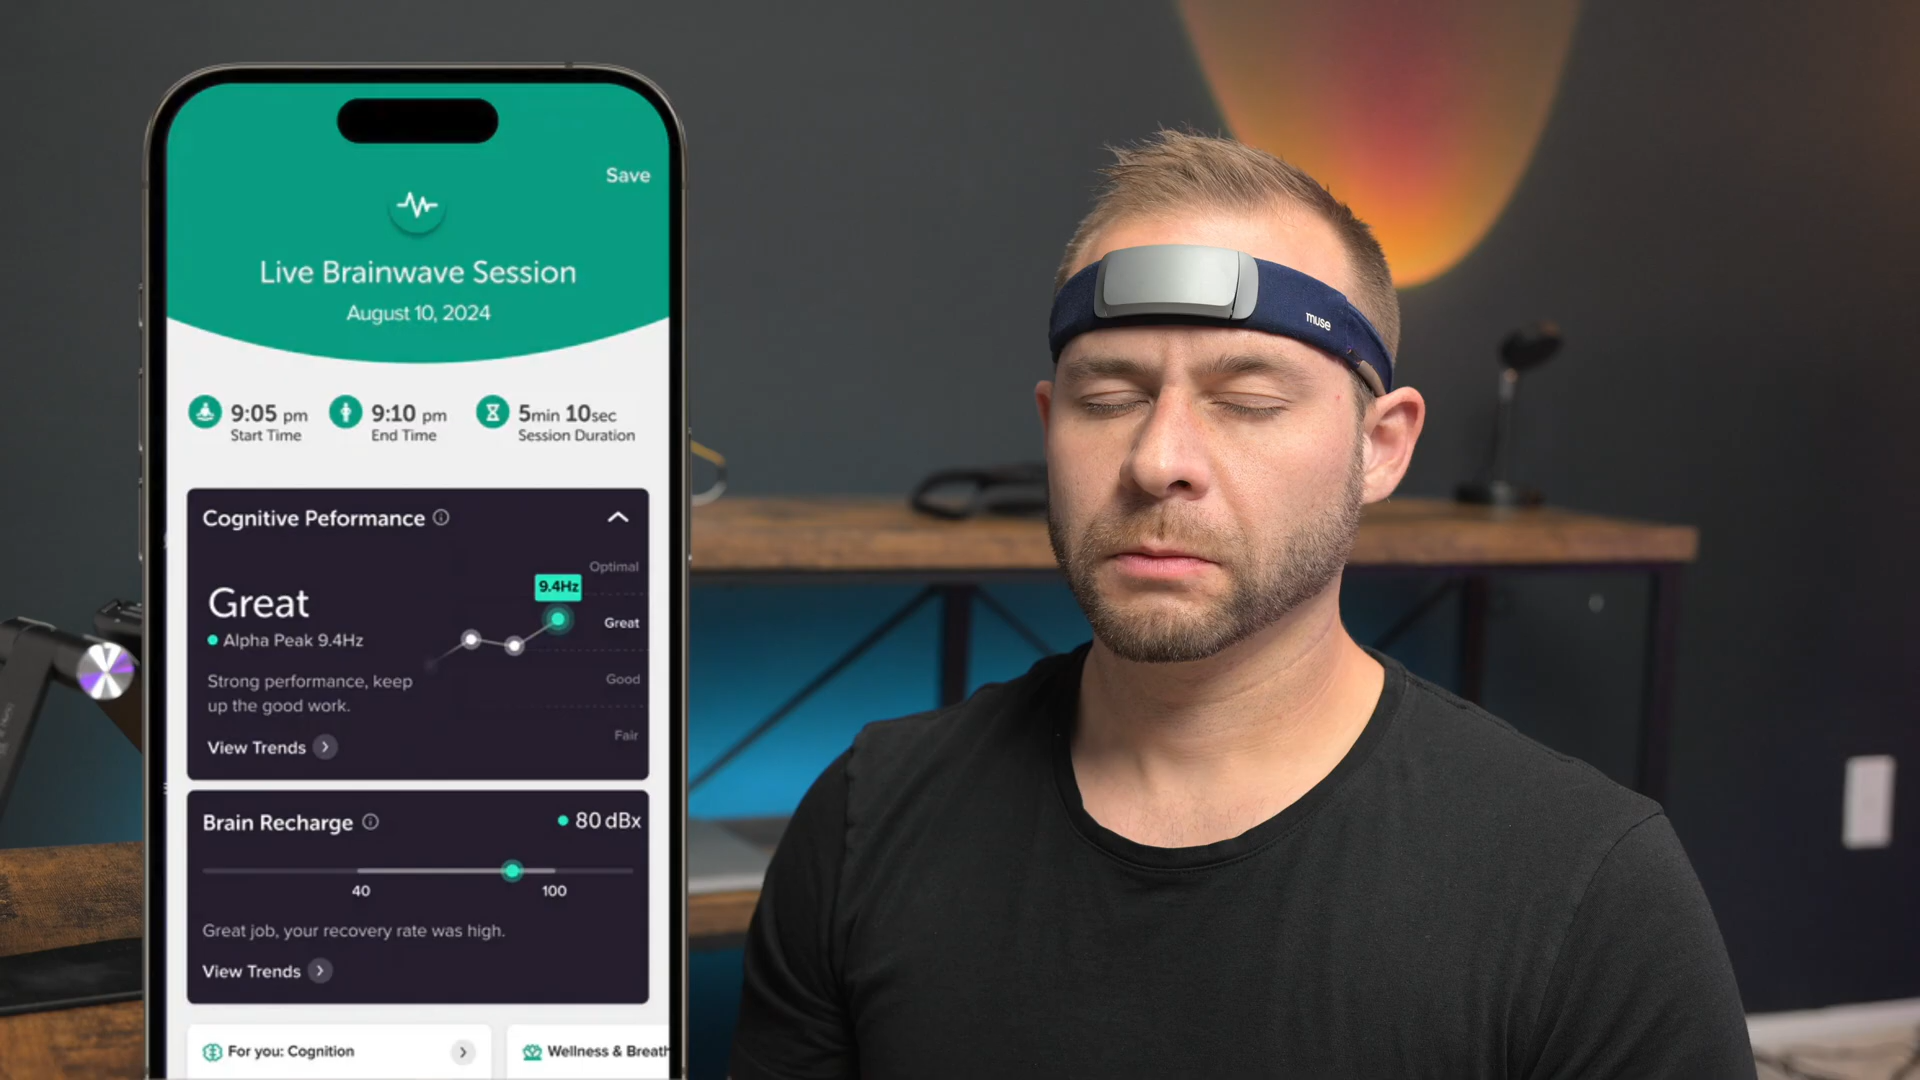 Save
Live Brainwave Session
August 10, 2024
9:05 pm
Start Time
9:10 pm
End Time
5min 10sec
Session Duration
Cognitive Peformance
Optimal
9.4Hz
Great
Great
Alpha Peak 9.4Hz
Strong performance, keep
up the good work.
Good
Fair
View Trends
Brain Recharge
80 dBx
40
100
Great job, your recovery rate was high.
View Trends
For you: Cognition
Wellness & Breath
muse